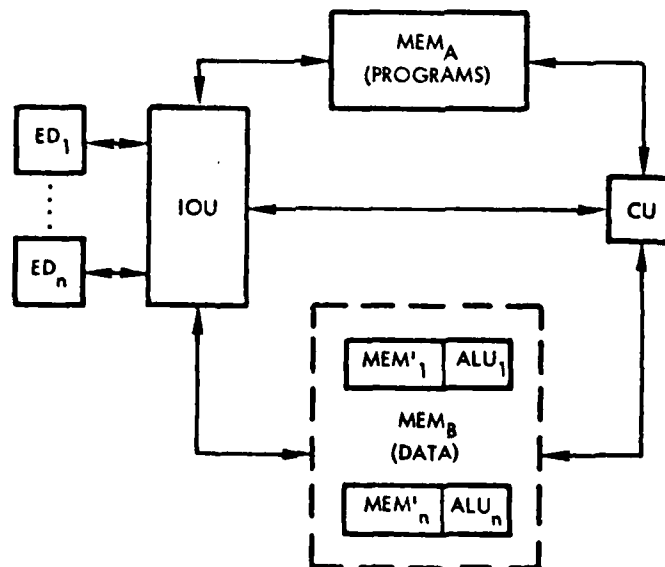 MEM_A
(PROGRAMS)
ED_1
IOU
CU
ED_n
MEM'_1 ALU_1
MEM_B
(DATA)
MEM'_n ALU_n